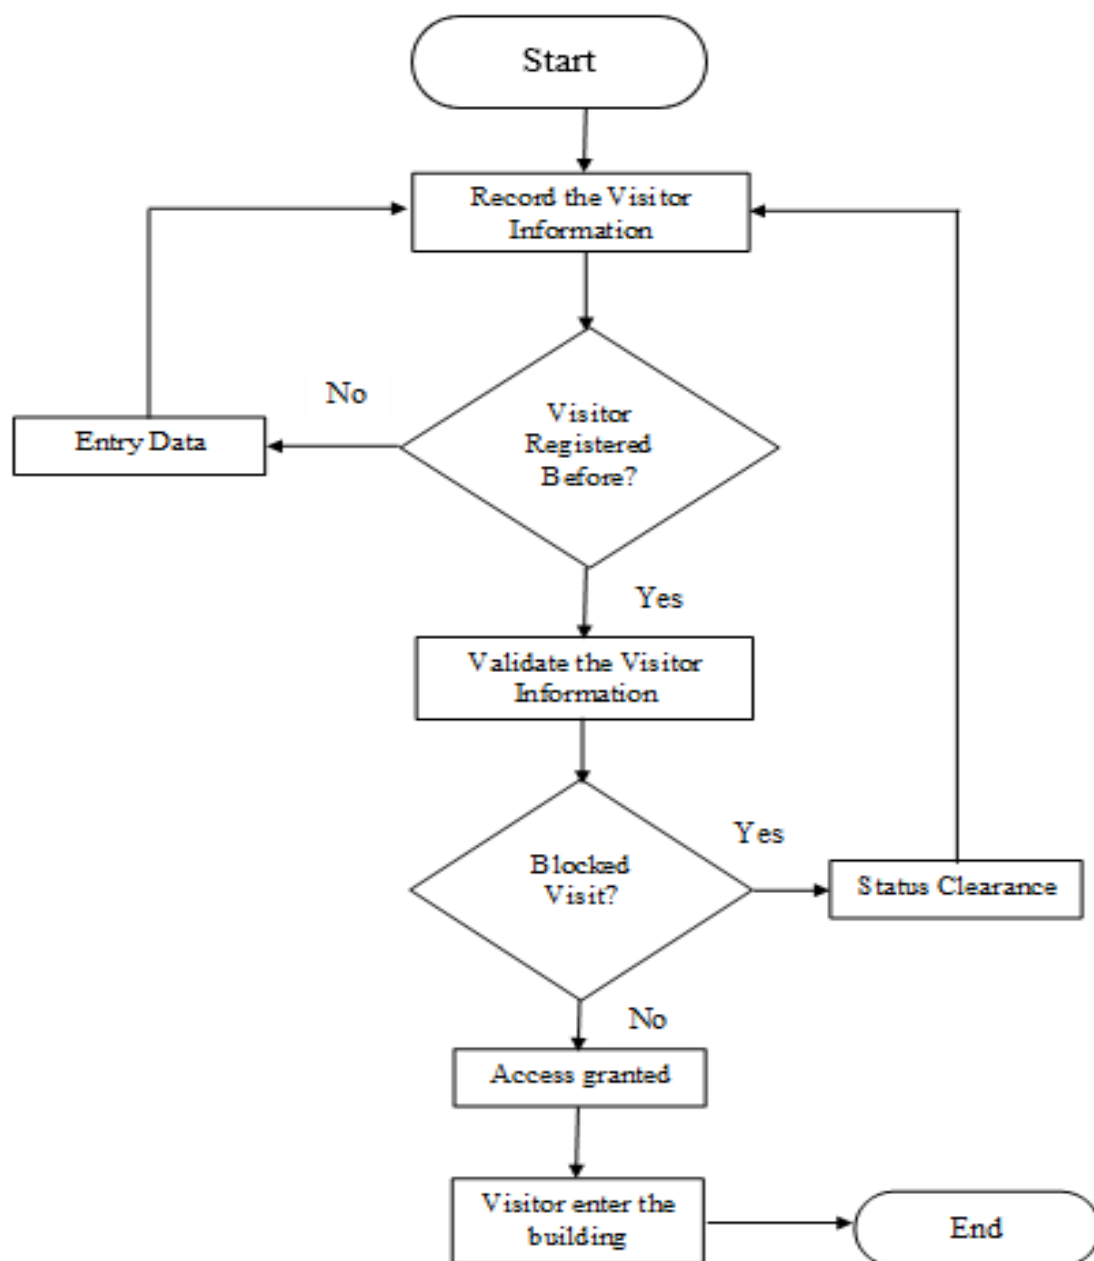 Start
Record the Visitor
Information
No
Visitor
Registered
Before?
Entry Data
Yes
Validate the Visitor
Information
Yes
Blocked
Visit?
Status Clearance
No
Access granted
Visitor enter the
building
End